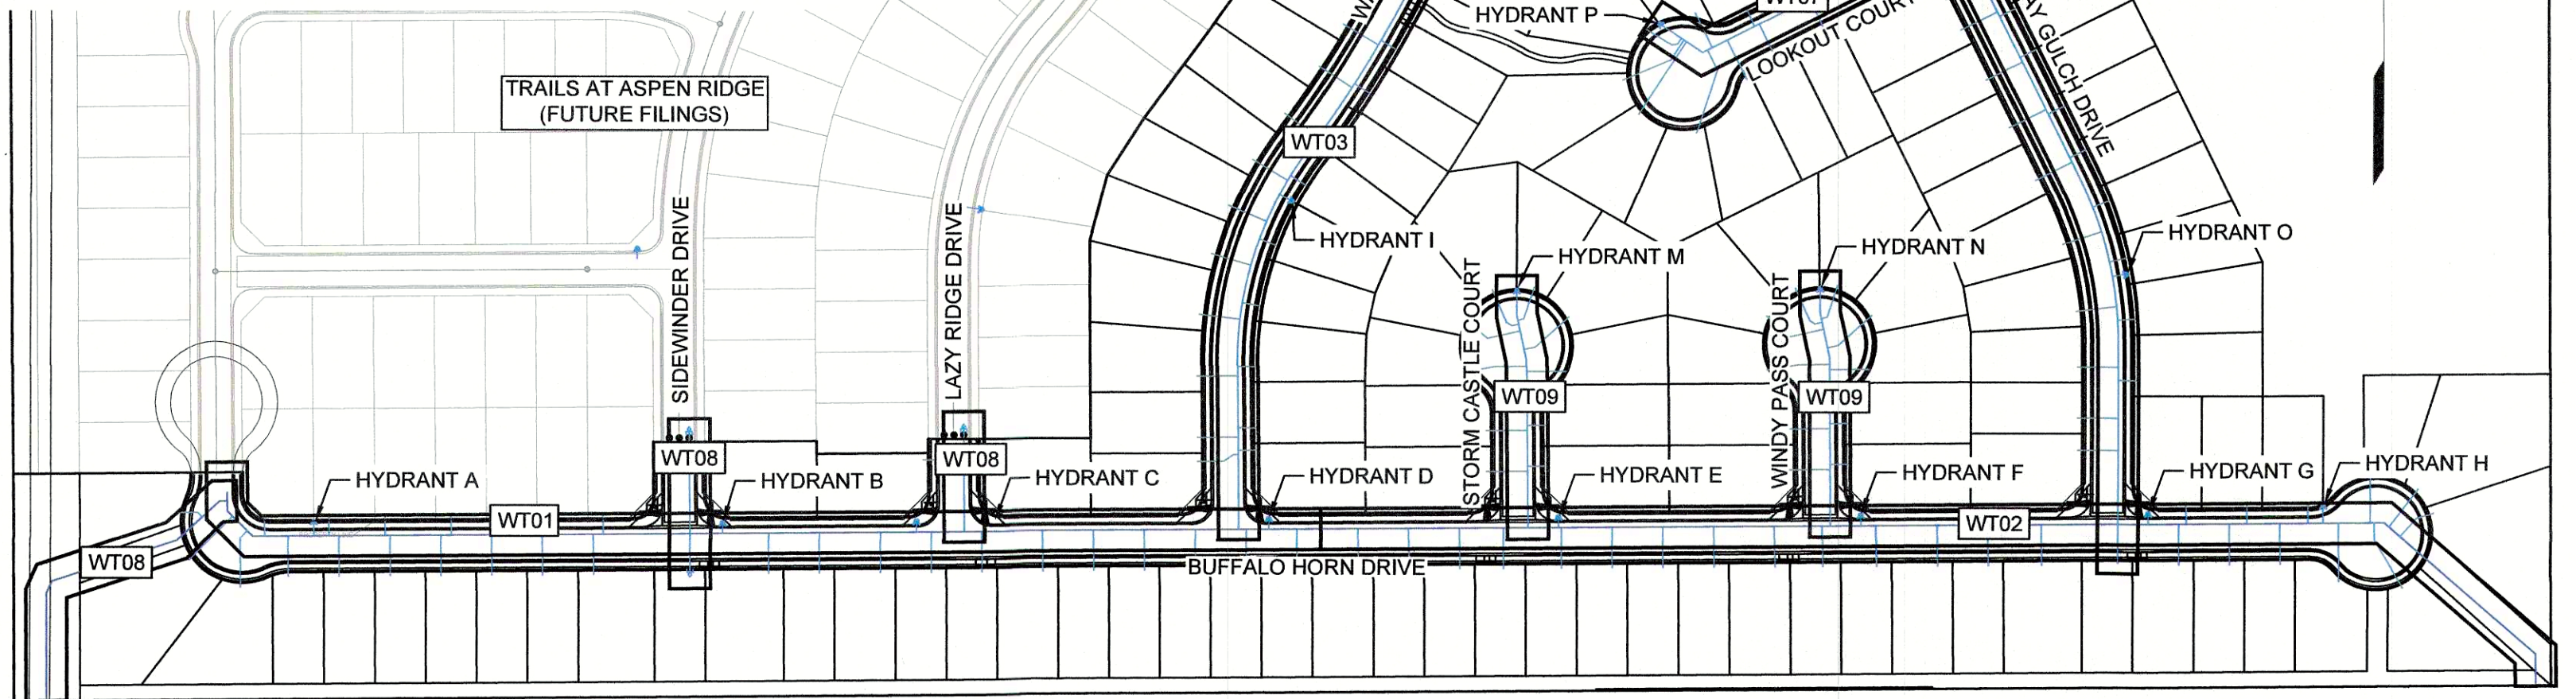 HYDRANT P
WT07
LOOKOUT COURT
GULCH DRIVE
TRAILS AT ASPEN RIDGE
(FUTURE FILINGS)
WT03
SIDEWINDER DRIVE
LAZY RIDGE DRIVE
HYDRANT I
HYDRANT M
HYDRANT N
HYDRANT O
STORM CASTLE COURT
WINDY PASS COURT
WT09
WT09
WT08
WT08
HYDRANT A
HYDRANT B
HYDRANT C
HYDRANT D
HYDRANT E
HYDRANT F
HYDRANT G
HYDRANT H
WT01
WT02
WT08
BUFFALO HORN DRIVE